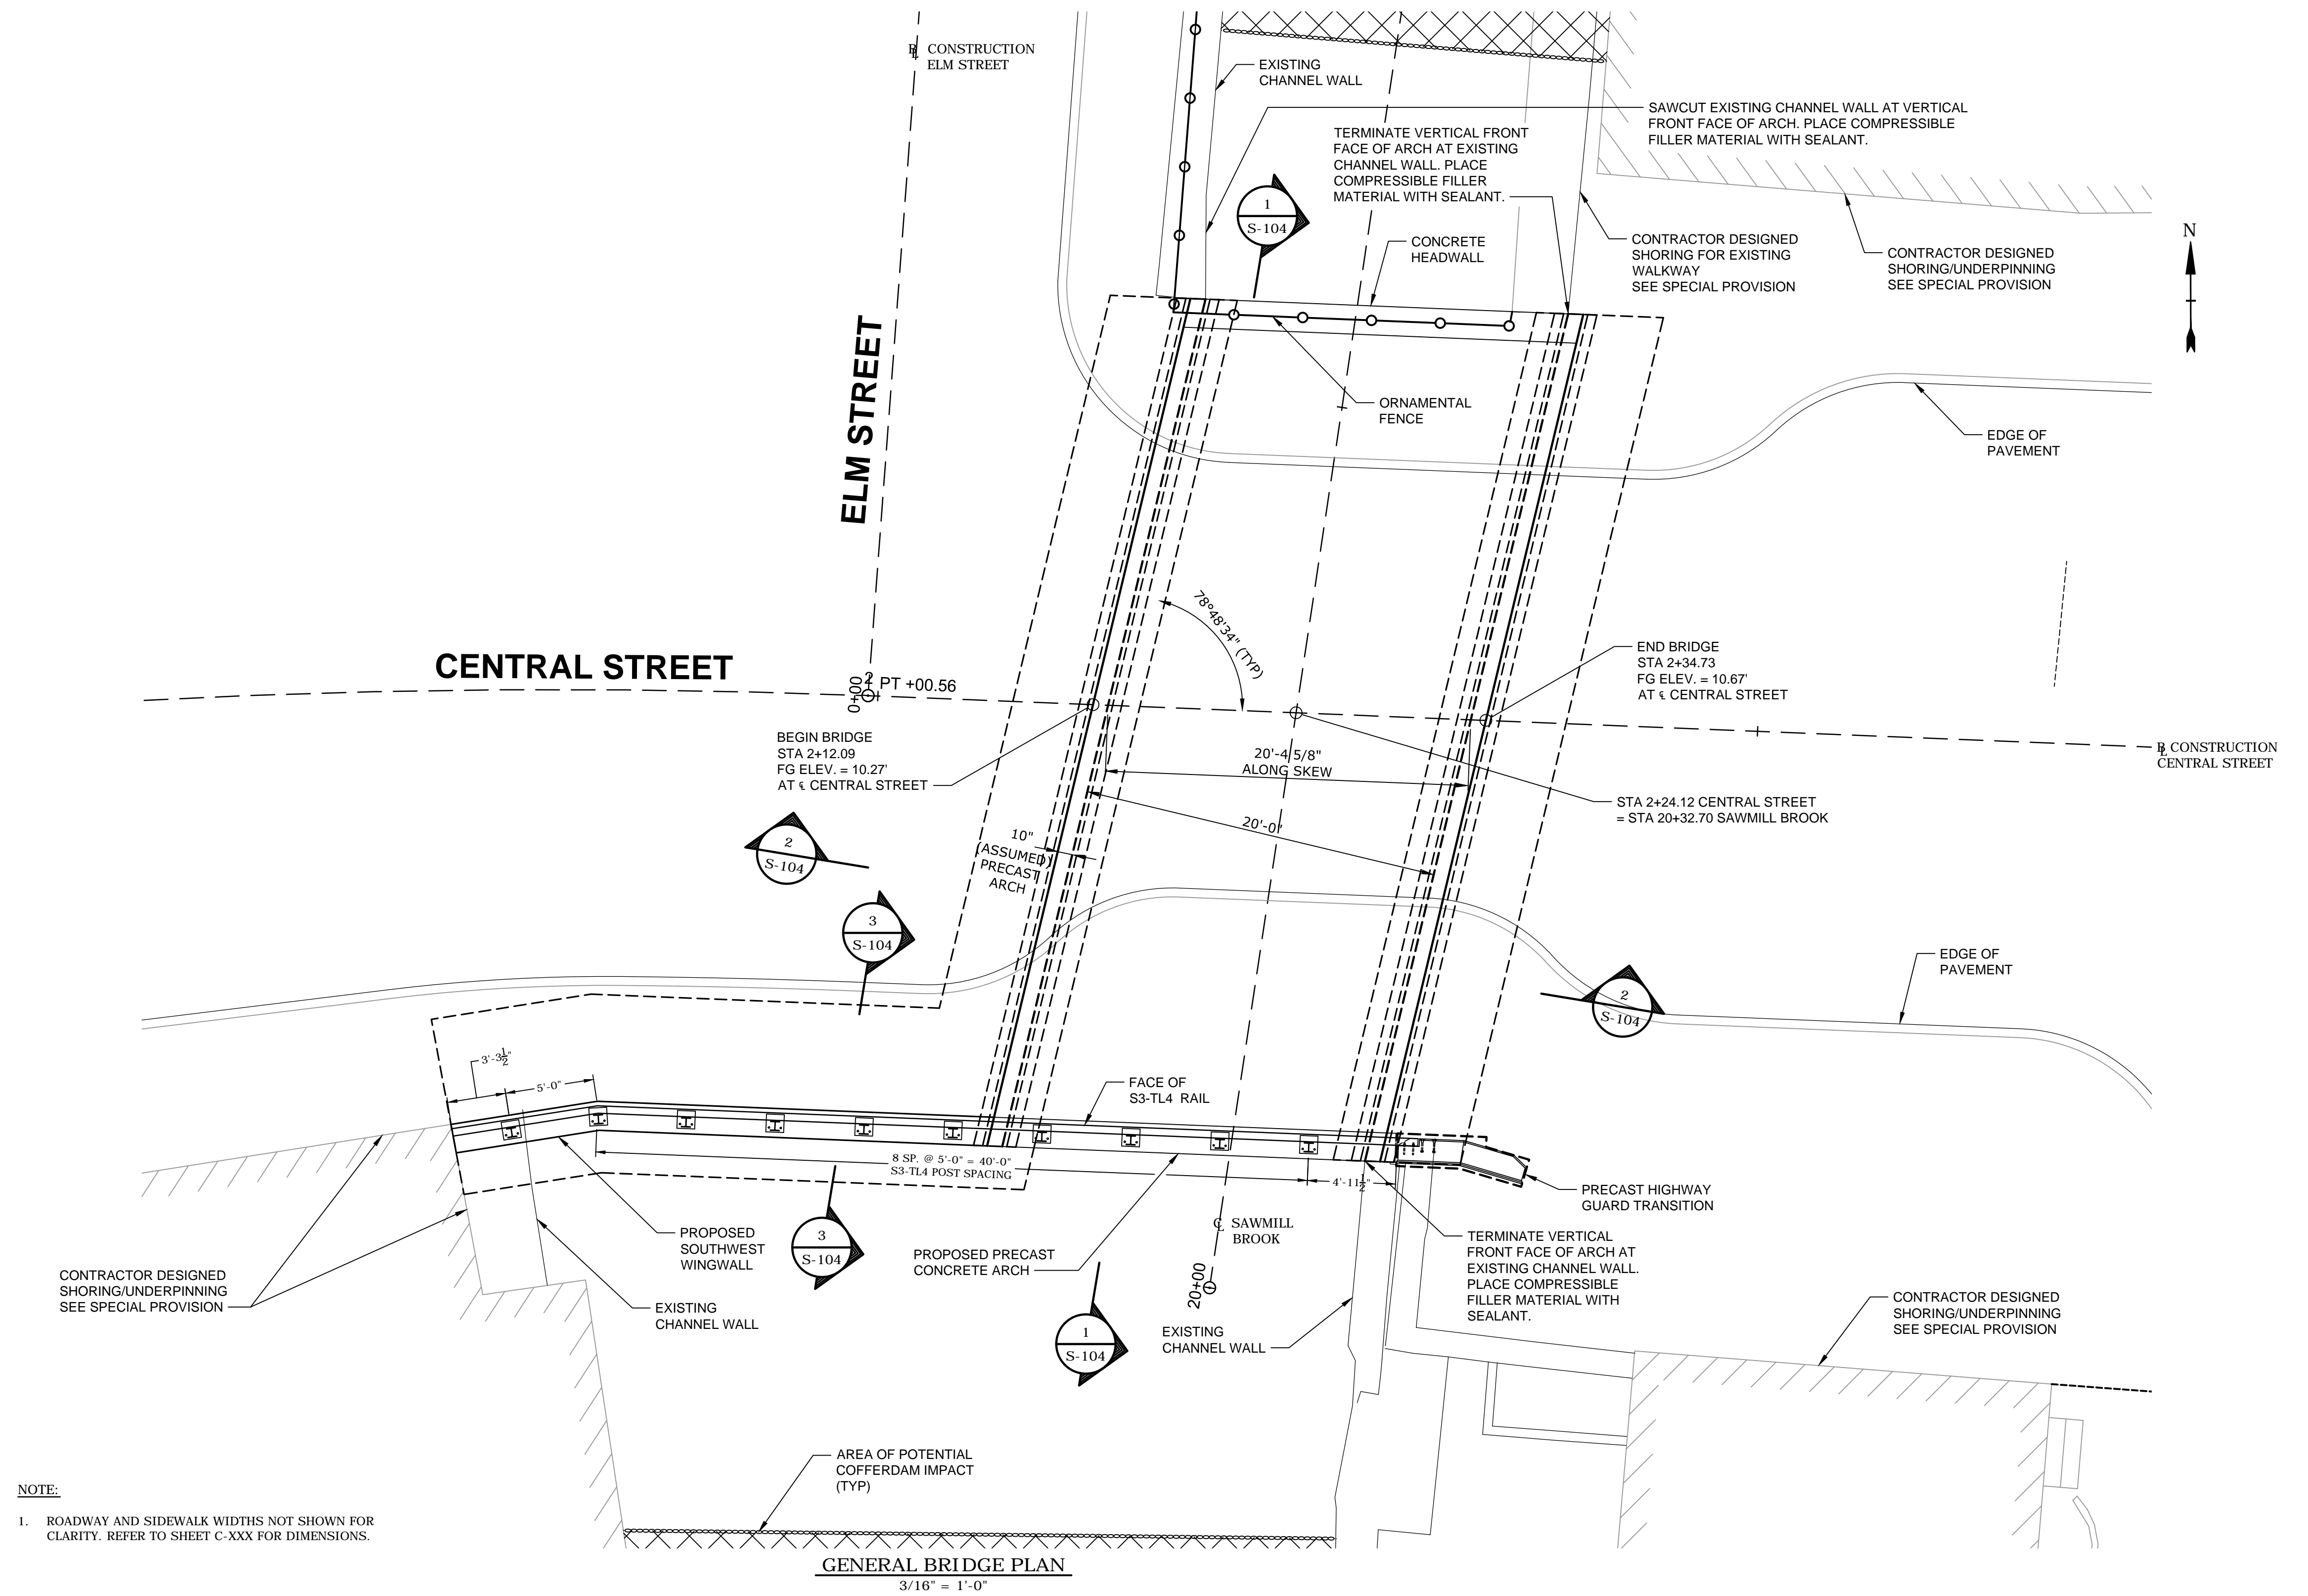 ℄ CONSTRUCTION
ELM STREET
EXISTING
CHANNEL WALL
SAWCUT EXISTING CHANNEL WALL AT VERTICAL
FRONT FACE OF ARCH. PLACE COMPRESSIBLE
FILLER MATERIAL WITH SEALANT.
TERMINATE VERTICAL FRONT
FACE OF ARCH AT EXISTING
CHANNEL WALL. PLACE
COMPRESSIBLE FILLER
MATERIAL WITH SEALANT.
1
S-104
CONCRETE
HEADWALL
CONTRACTOR DESIGNED
SHORING FOR EXISTING
WALKWAY
SEE SPECIAL PROVISION
CONTRACTOR DESIGNED
SHORING/UNDERPINNING
SEE SPECIAL PROVISION
N
ELM STREET
ORNAMENTAL
FENCE
EDGE OF
PAVEMENT
78°48'34" (TYP)
CENTRAL STREET
0+00
2
PT +00.56
END BRIDGE
STA 2+34.73
FG ELEV. = 10.67'
AT ℄ CENTRAL STREET
BEGIN BRIDGE
STA 2+12.09
FG ELEV. = 10.27'
AT ℄ CENTRAL STREET
20'-4 5/8"
ALONG SKEW
BL CONSTRUCTION
CENTRAL STREET
STA 2+24.12 CENTRAL STREET
= STA 20+32.70 SAWMILL BROOK
20'-0"
10"
(ASSUMED)
PRECAST
ARCH
2
S-104
3
S-104
EDGE OF
PAVEMENT
2
S-104
3'-3 1/2"
5'-0"
FACE OF
S3-TL4 RAIL
8 SP. @ 5'-0" = 40'-0"
S3-TL4 POST SPACING
4'-11 1/2"
PRECAST HIGHWAY
GUARD TRANSITION
PROPOSED
SOUTHWEST
WINGWALL
3
S-104
PROPOSED PRECAST
CONCRETE ARCH
℄ SAWMILL
BROOK
20+00
TERMINATE VERTICAL
FRONT FACE OF ARCH AT
EXISTING CHANNEL WALL.
PLACE COMPRESSIBLE
FILLER MATERIAL WITH
SEALANT.
CONTRACTOR DESIGNED
SHORING/UNDERPINNING
SEE SPECIAL PROVISION
EXISTING
CHANNEL WALL
1
S-104
EXISTING
CHANNEL WALL
CONTRACTOR DESIGNED
SHORING/UNDERPINNING
SEE SPECIAL PROVISION
AREA OF POTENTIAL
COFFERDAM IMPACT
(TYP)
NOTE:
1. ROADWAY AND SIDEWALK WIDTHS NOT SHOWN FOR
CLARITY. REFER TO SHEET C-XXX FOR DIMENSIONS.
GENERAL BRIDGE PLAN
3/16" = 1'-0"